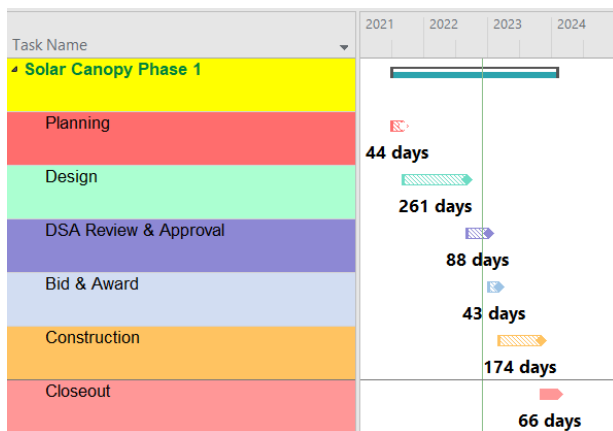 2021 2022 2023 2024
Task Name
Solar Canopy Phase 1
Planning
44 days
Design
261 days
DSA Review & Approval
88 days
Bid & Award
43 days
Construction
174 days
Closeout
66 days